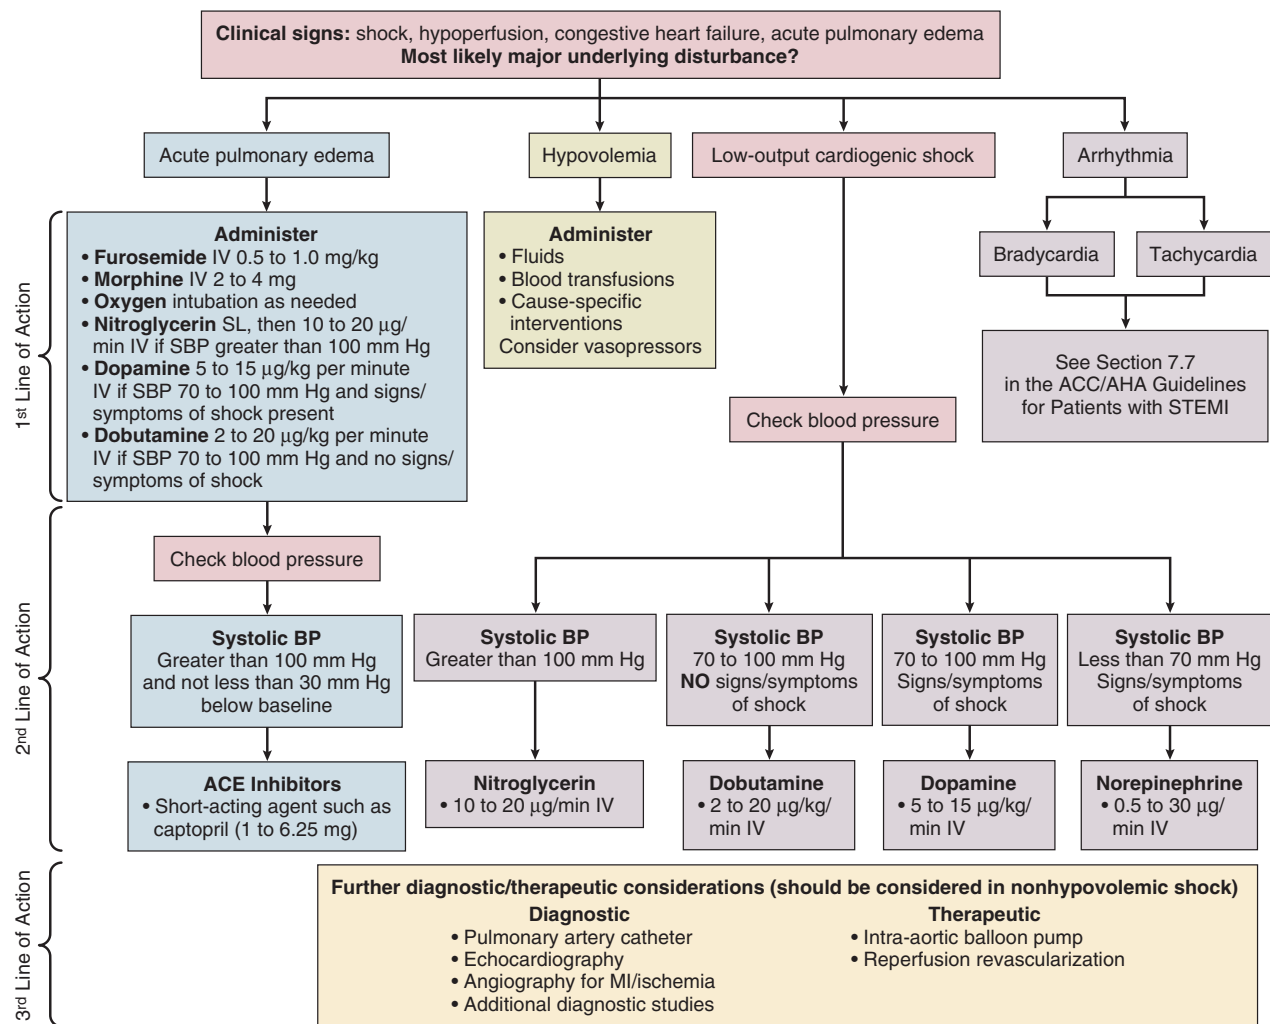 Clinical signs: shock, hypoperfusion, congestive heart failure, acute pulmonary edema
Most likely major underlying disturbance?
Acute pulmonary edema
Hypovolemia
Low-output cardiogenic shock
Arrhythmia
1st Line of Action
Administer
• Furosemide IV 0.5 to 1.0 mg/kg
• Morphine IV 2 to 4 mg
• Oxygen intubation as needed
• Nitroglycerin SL, then 10 to 20 µg/
min IV if SBP greater than 100 mm Hg
• Dopamine 5 to 15 µg/kg per minute
IV if SBP 70 to 100 mm Hg and signs/
symptoms of shock present
• Dobutamine 2 to 20 µg/kg per minute
IV if SBP 70 to 100 mm Hg and no signs/
symptoms of shock
Administer
• Fluids
• Blood transfusions
• Cause-specific
interventions
Consider vasopressors
Bradycardia
Tachycardia
See Section 7.7
in the ACC/AHA Guidelines
for Patients with STEMI
Check blood pressure
2nd Line of Action
Check blood pressure
Systolic BP
Greater than 100 mm Hg
and not less than 30 mm Hg
below baseline
Systolic BP
Greater than 100 mm Hg
Systolic BP
70 to 100 mm Hg
NO signs/symptoms
of shock
Systolic BP
70 to 100 mm Hg
Signs/symptoms
of shock
Systolic BP
Less than 70 mm Hg
Signs/symptoms
of shock
ACE Inhibitors
• Short-acting agent such as
captopril (1 to 6.25 mg)
Nitroglycerin
• 10 to 20 µg/min IV
Dobutamine
• 2 to 20 µg/kg/
min IV
Dopamine
• 5 to 15 µg/kg/
min IV
Norepinephrine
• 0.5 to 30 µg/
min IV
3rd Line of Action
Further diagnostic/therapeutic considerations (should be considered in nonhypovolemic shock)
Diagnostic
• Pulmonary artery catheter
• Echocardiography
• Angiography for MI/ischemia
• Additional diagnostic studies
Therapeutic
• Intra-aortic balloon pump
• Reperfusion revascularization